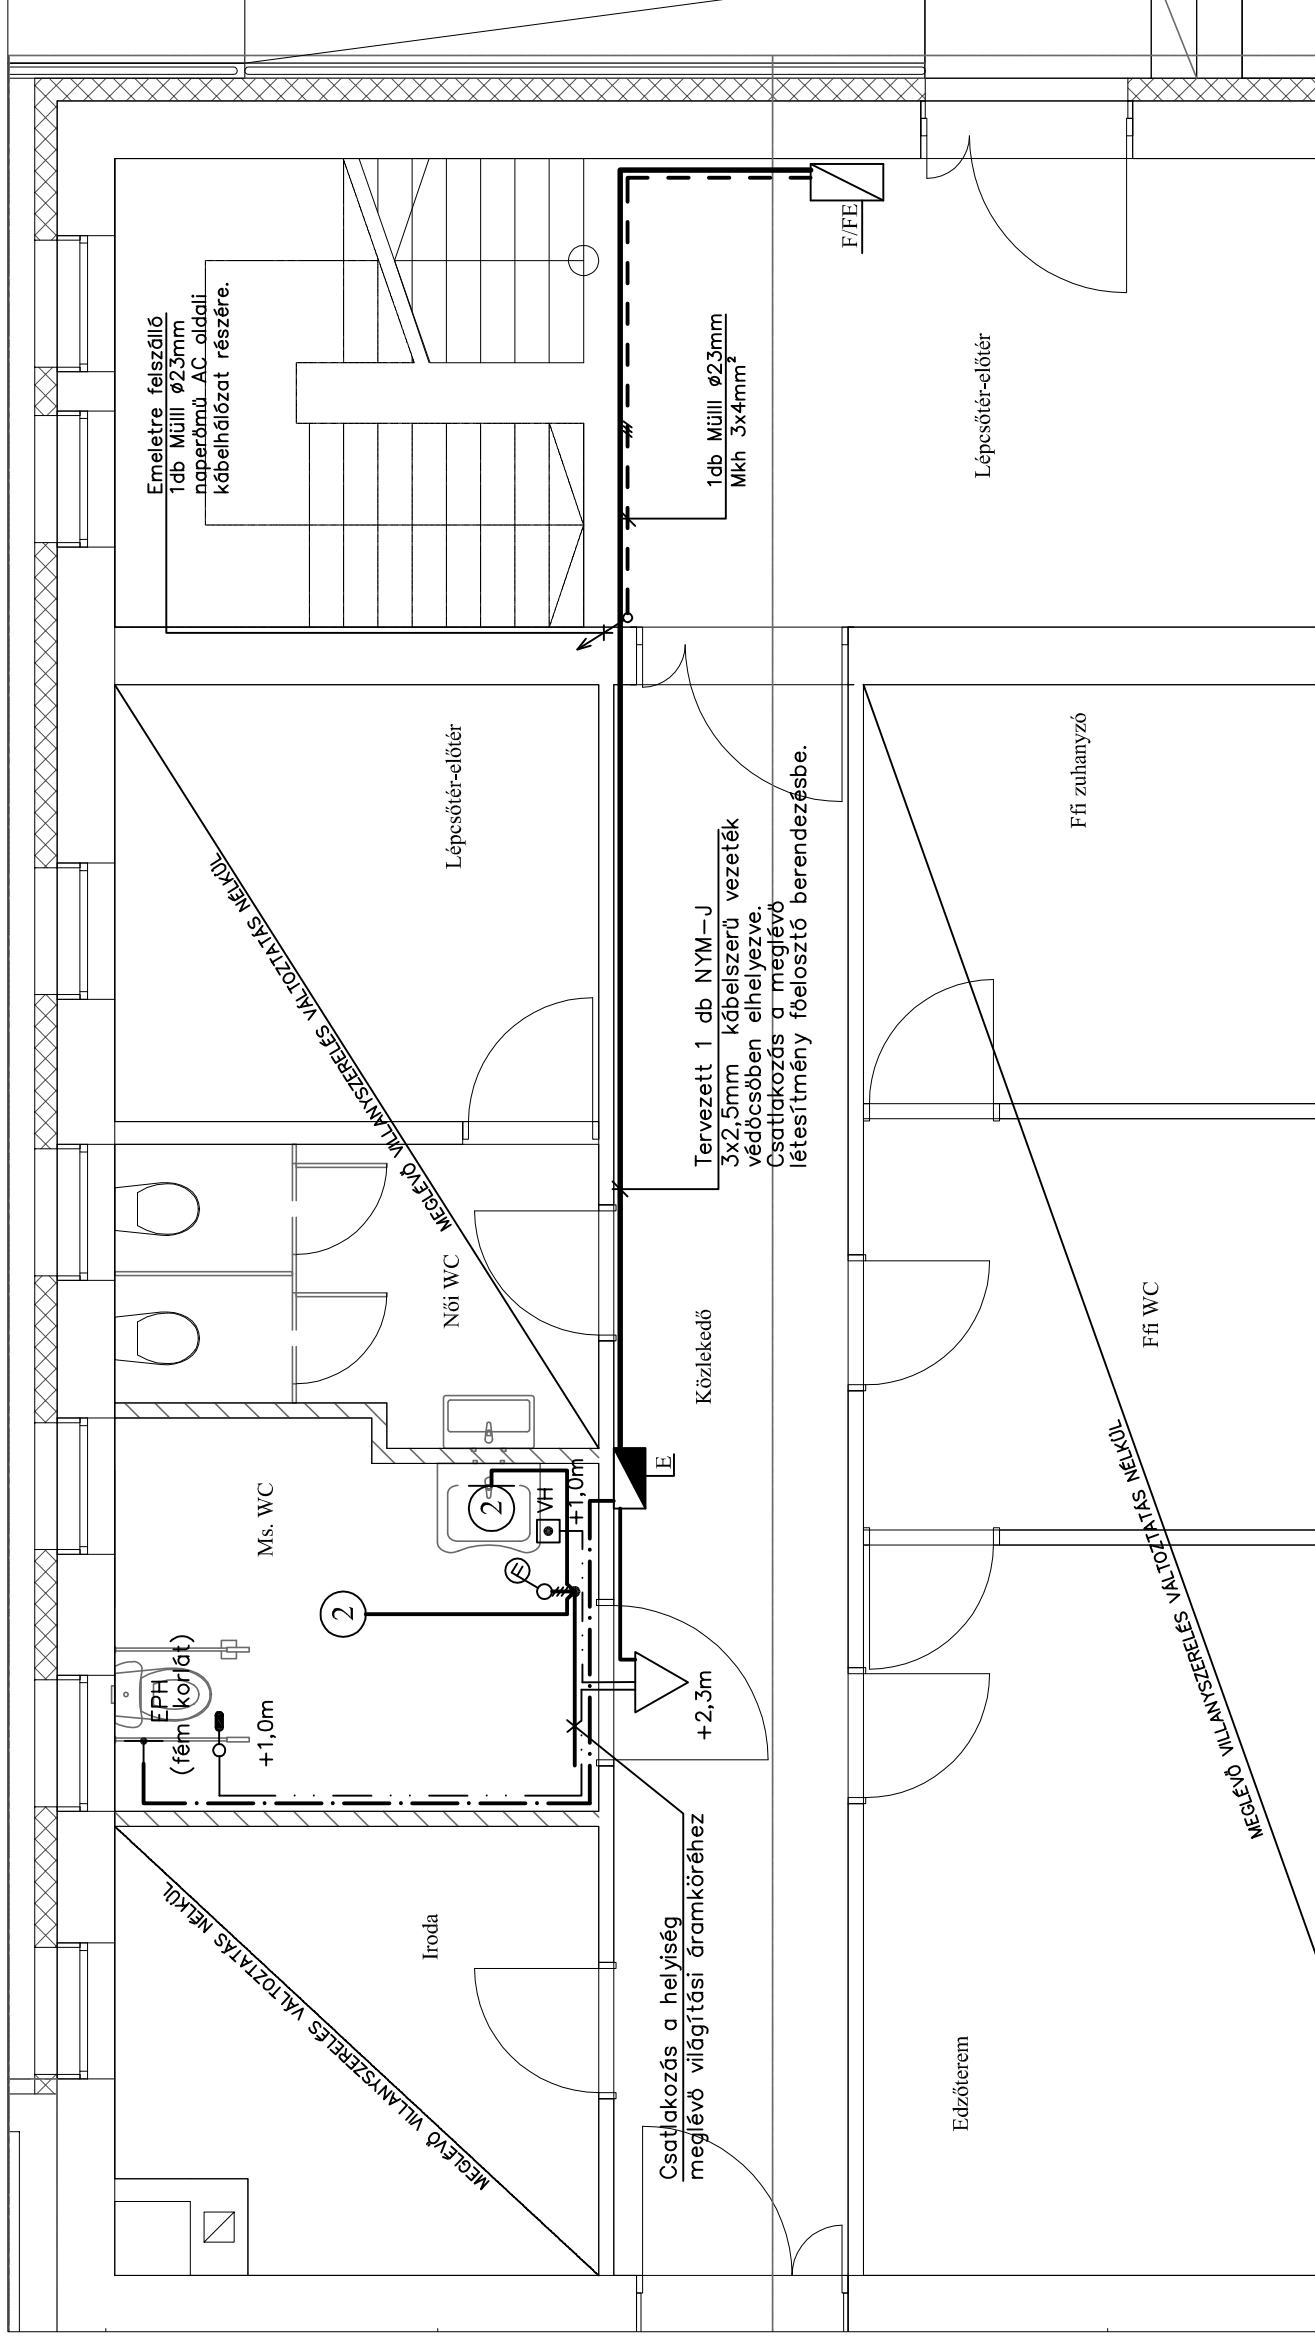 Emeletre felszálló
1db MüIII ø23mm
naperőmű AC oldali
kábelhálózat részére.
F/FE
1db MüIII ø23mm
Mkh 3x4mm²
Lépcsőtér-előtér
Lépcsőtér-előtér
MEGLÉVŐ VILLANYSZERELÉS VÁLTOZTATÁS NÉLKÜL
Ffi zuhanyzó
Tervezett 1 db NYM-J
3x2,5mm kábelszerű vezeték
védőcsőben elhelyezve.
Csatlakozás a meglévő
létesítmény főelosztó berendezésbe.
Női WC
Közlekedő
Ffi WC
MEGLÉVŐ VILLANYSZERELÉS VÁLTOZTATÁS NÉLKÜL
Ms. WC
2
VH
+1,0m
E
E
2
EPH
(fém korlát)
+1,0m
+2,3m
Csatlakozás a helyiség
meglévő világítási áramköréhez
Iroda
MEGLÉVŐ VILLANYSZERELÉS VÁLTOZTATÁS NÉLKÜL
Edzőterem